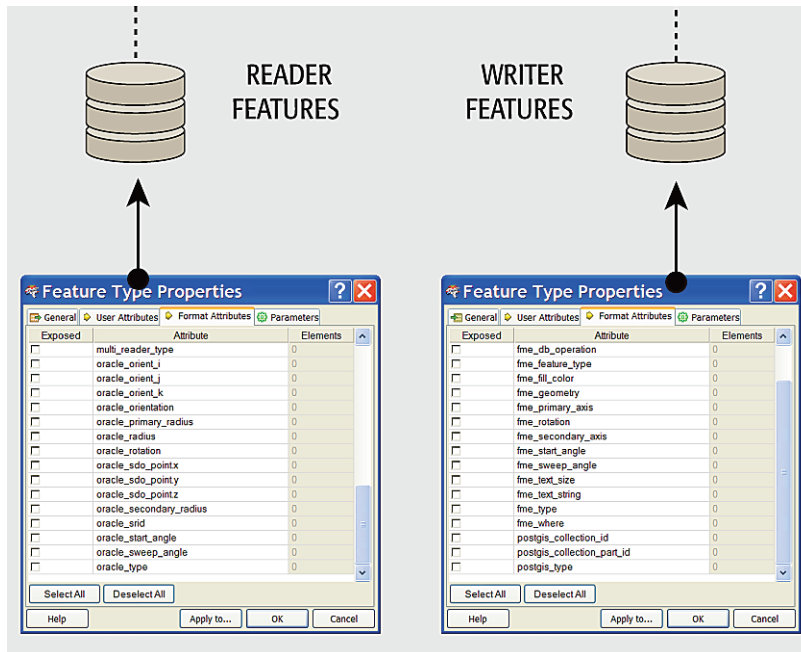 READER
FEATURES
WRITER
FEATURES
Feature Type Properties
General User Attributes Format Attributes Parameters
Exposed Attribute Elements
multi_reader_type 0
oracle_orient_i 0
oracle_orient_j 0
oracle_orient_k 0
oracle_orientation 0
oracle_primary_radius 0
oracle_radius 0
oracle_rotation 0
oracle_sdo_point.x 0
oracle_sdo_point.y 0
oracle_sdo_point.z 0
oracle_secondary_radius 0
oracle_srid 0
oracle_start_angle 0
oracle_sweep_angle 0
oracle_type 0
Select All Deselect All
Help Apply to... OK Cancel
Feature Type Properties
General User Attributes Format Attributes Parameters
Exposed Attribute Elements
fme_db_operation 0
fme_feature_type 0
fme_fill_color 0
fme_geometry 0
fme_primary_axis 0
fme_rotation 0
fme_secondary_axis 0
fme_start_angle 0
fme_sweep_angle 0
fme_text_size 0
fme_text_string 0
fme_type 0
fme_where 0
postgis_collection_id 0
postgis_collection_part_id 0
postgis_type 0
Select All Deselect All
Help Apply to... OK Cancel